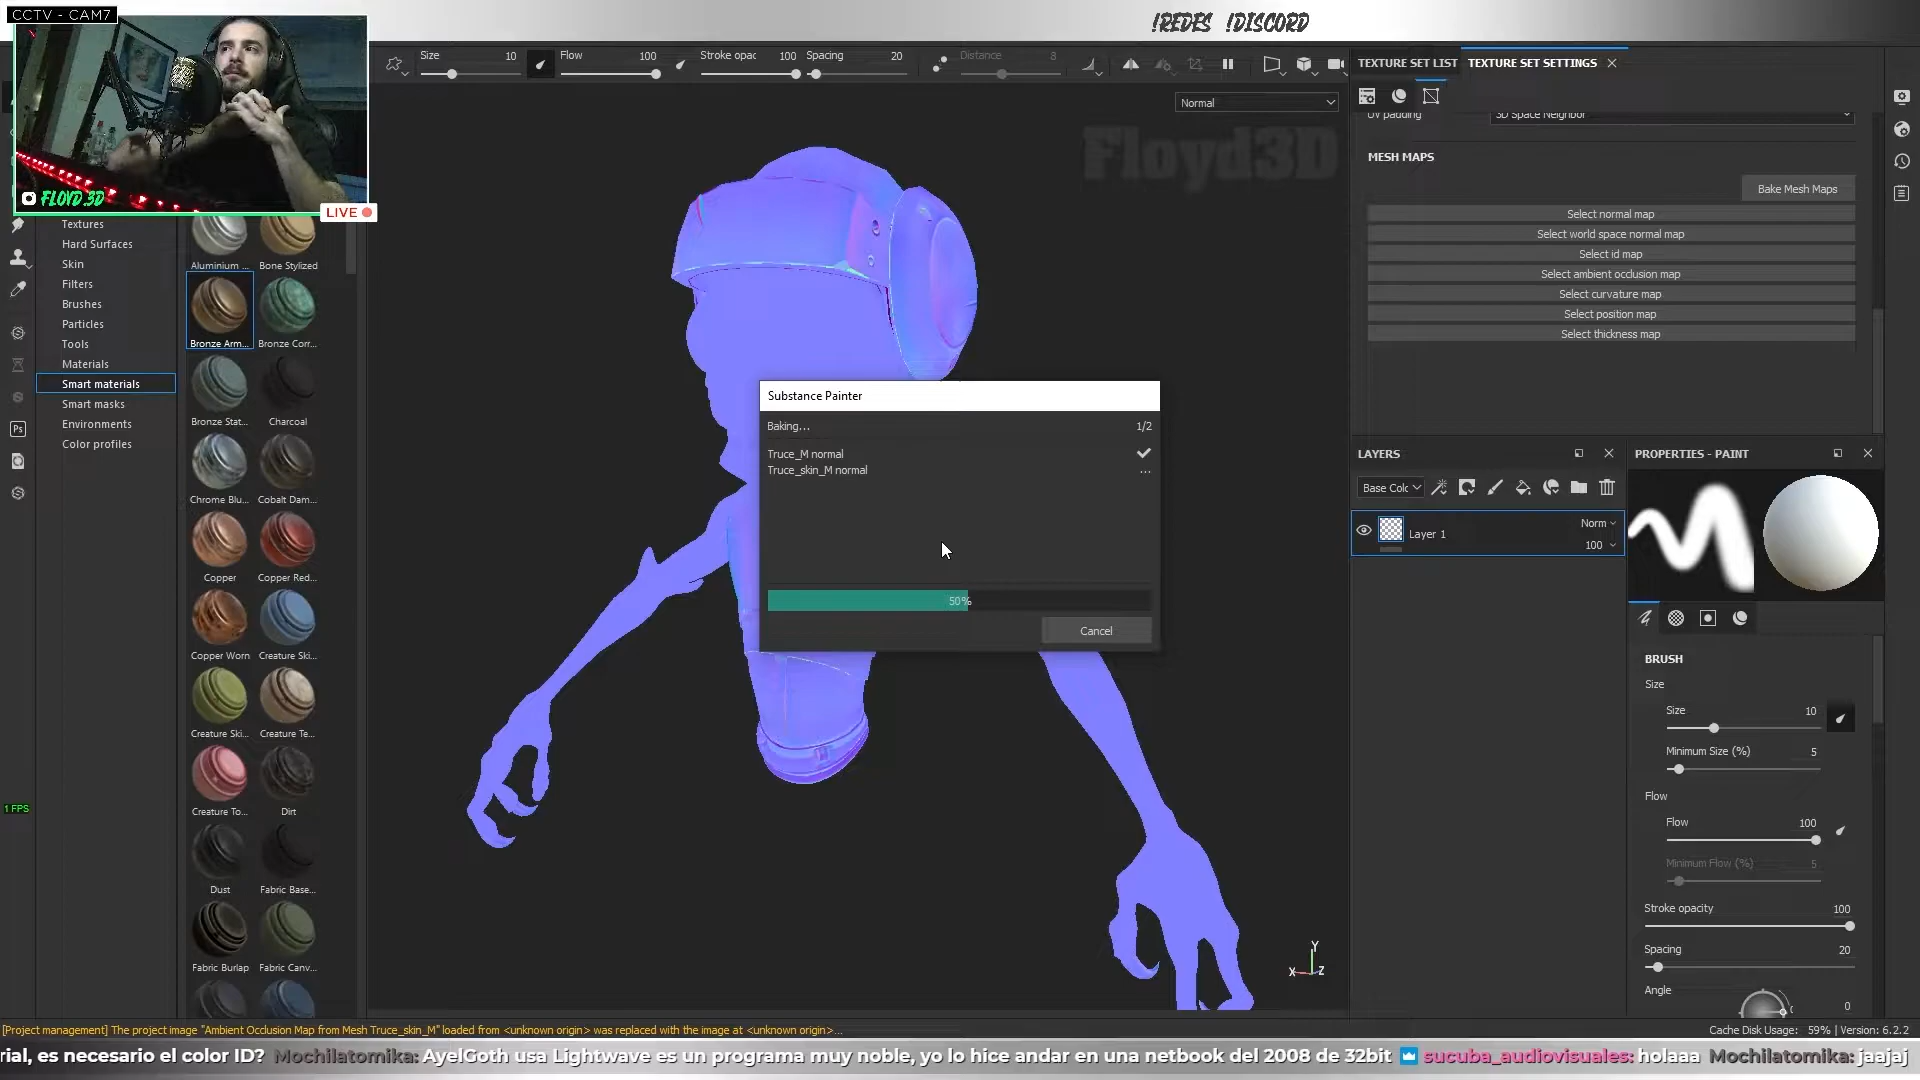 CCTV - CAM7
!REDES !DISCORD
FLOYD.3D
LIVE
Size 10
Flow 100
Stroke opac 100
Spacing 20
Distance 8
Normal
Floyd3D
TEXTURE SET LIST
TEXTURE SET SETTINGS
UV padding
3D Space Neighbor
MESH MAPS
Bake Mesh Maps
Select normal map
Select world space normal map
Select id map
Select ambient occlusion map
Select curvature map
Select position map
Select thickness map
Textures
Hard Surfaces
Skin
Filters
Brushes
Particles
Tools
Materials
Smart materials
Smart masks
Environments
Color profiles
Ps
1 FPS
Aluminium ...
Bone Stylized
Bronze Arm...
Bronze Corr...
Bronze Stat...
Charcoal
Chrome Blu...
Cobalt Dam...
Copper
Copper Red...
Copper Worn
Creature Ski...
Creature Ski...
Creature Te...
Creature To...
Dirt
Dust
Fabric Base...
Fabric Burlap
Fabric Canv...
Substance Painter
Baking...
1/2
Truce_M normal
Truce_skin_M normal
...
50%
Cancel
Y
X
Z
LAYERS
Base Colc
Layer 1
Norm
100
PROPERTIES - PAINT
BRUSH
Size
Size 10
Minimum Size (%) 5
Flow
Flow 100
Minimum Flow (%) 5
Stroke opacity 100
Spacing 20
Angle 0
[Project management] The project image "Ambient Occlusion Map from Mesh Truce_skin_M" loaded from <unknown origin> was replaced with the image at <unknown origin>...
Cache Disk Usage: 59% | Version: 6.2.2
rial, es necesario el color ID? Mochilatomika: AyelGoth usa Lightwave es un programa muy noble, yo lo hice andar en una netbook del 2008 de 32bit sucuba_audiovisuales: holaaa Mochilatomika: jaajaj